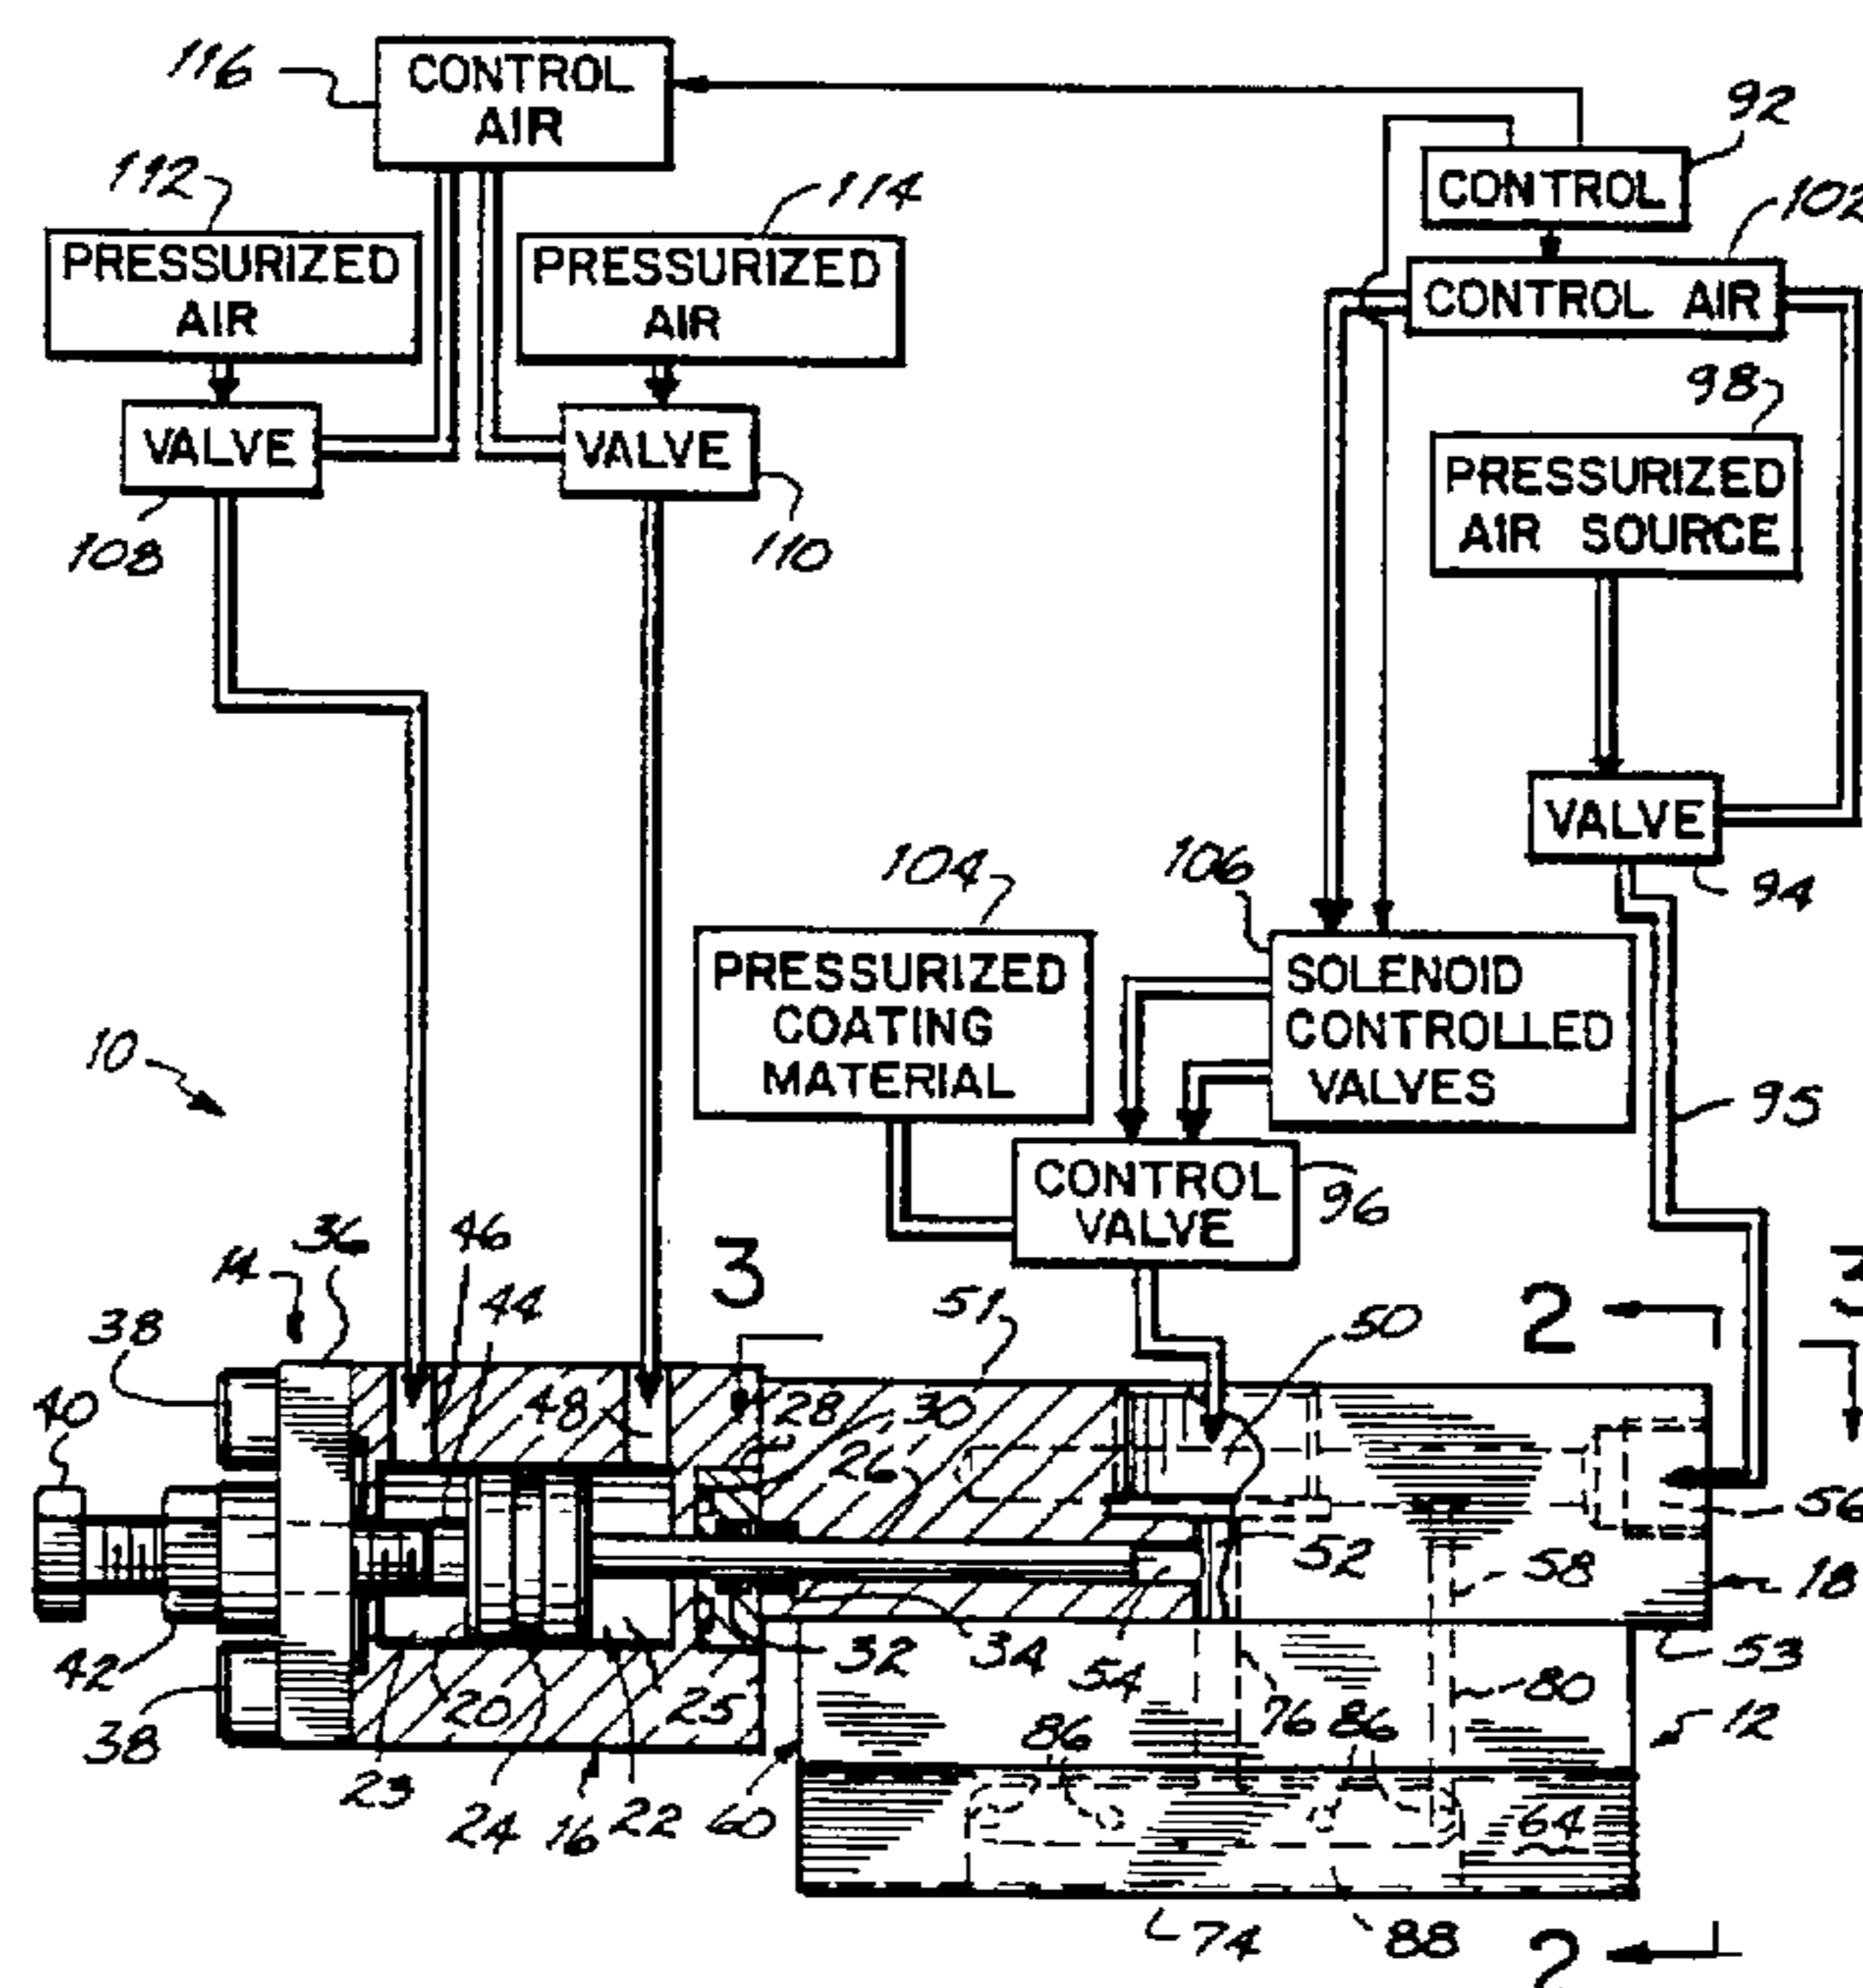 116
CONTROL
AIR
92
112
114
CONTROL
102
PRESSURIZED
AIR
PRESSURIZED
AIR
CONTROL AIR
98
VALVE
VALVE
PRESSURIZED
AIR SOURCE
108
110
VALVE
94
104
106
PRESSURIZED
COATING
MATERIAL
SOLENOID
CONTROLLED
VALVES
10
95
CONTROL
VALVE
96
14
36
46
3
44
51
50
2
38
40
48
28
30
26
56
52
58
18
42
20
25
32
34
54
76
80
53
12
38
23
24
16
22
60
86
86
64
74
88
2